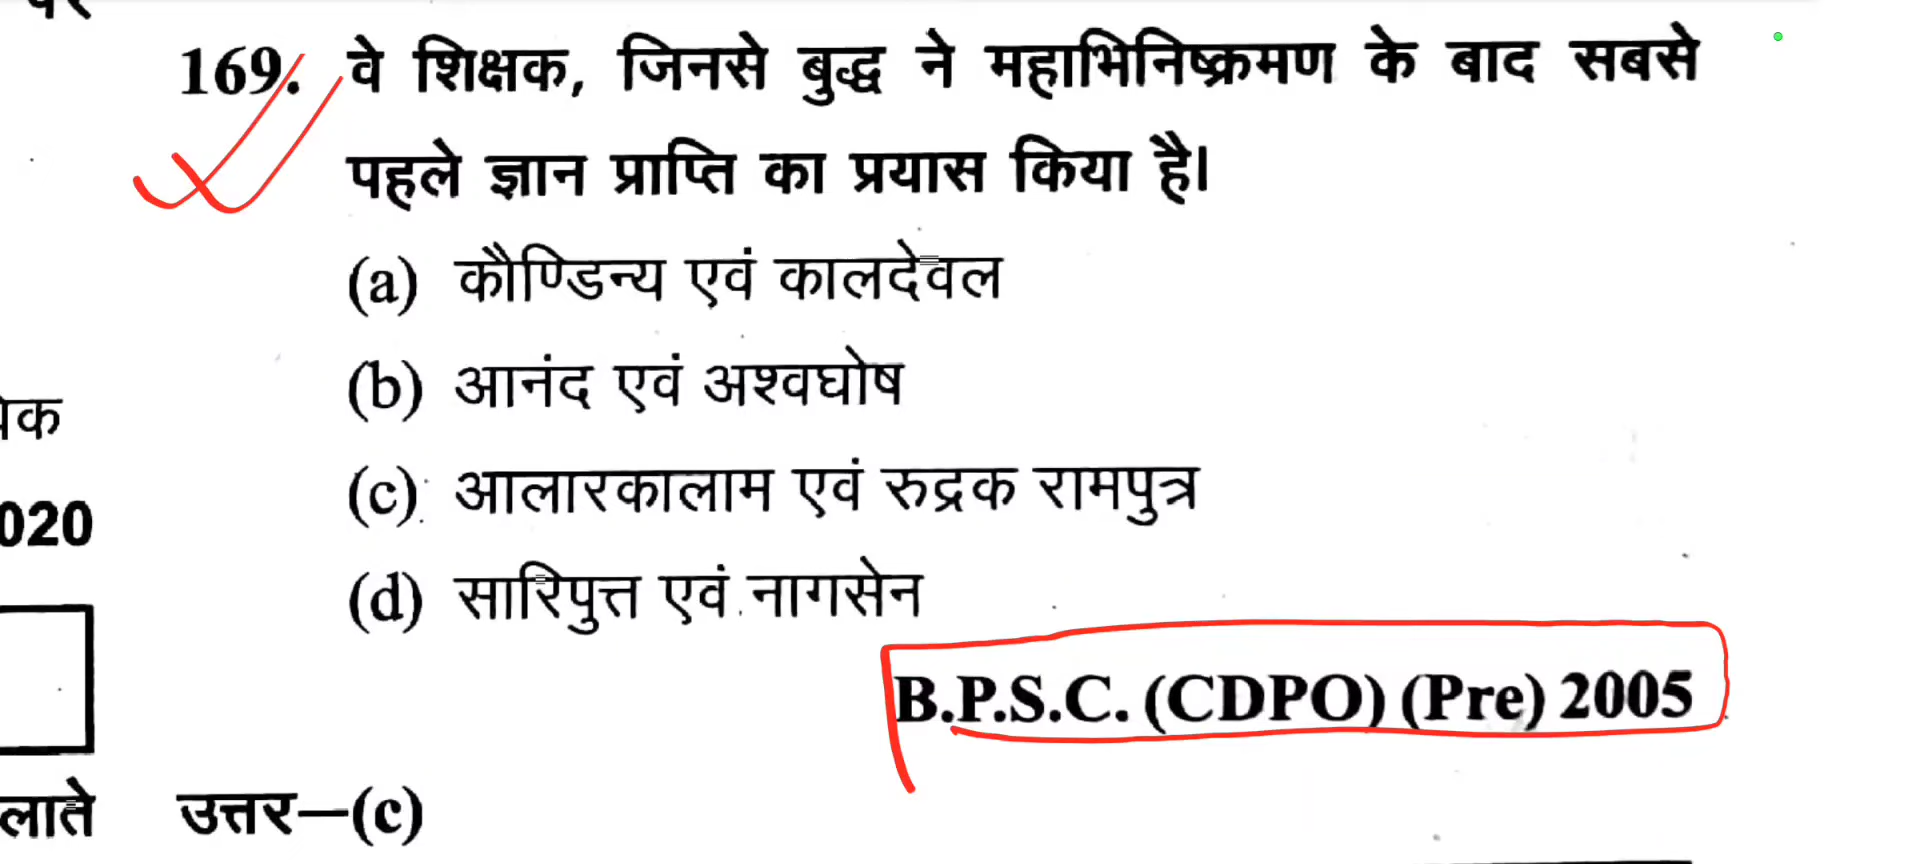 169. वे शिक्षक, जिनसे बुद्ध ने महाभिनिष्क्रमण के बाद सबसे
पहले ज्ञान प्राप्ति का प्रयास किया है।
(a) कौण्डिन्य एवं कालदेवल
(b) आनंद एवं अश्वघोष
(c) आलारकालाम एवं रुद्रक रामपुत्र
(d) सारिपुत्त एवं नागसेन
B.P.S.C. (CDPO) (Pre) 2005
उत्तर—(c)
020
लाते